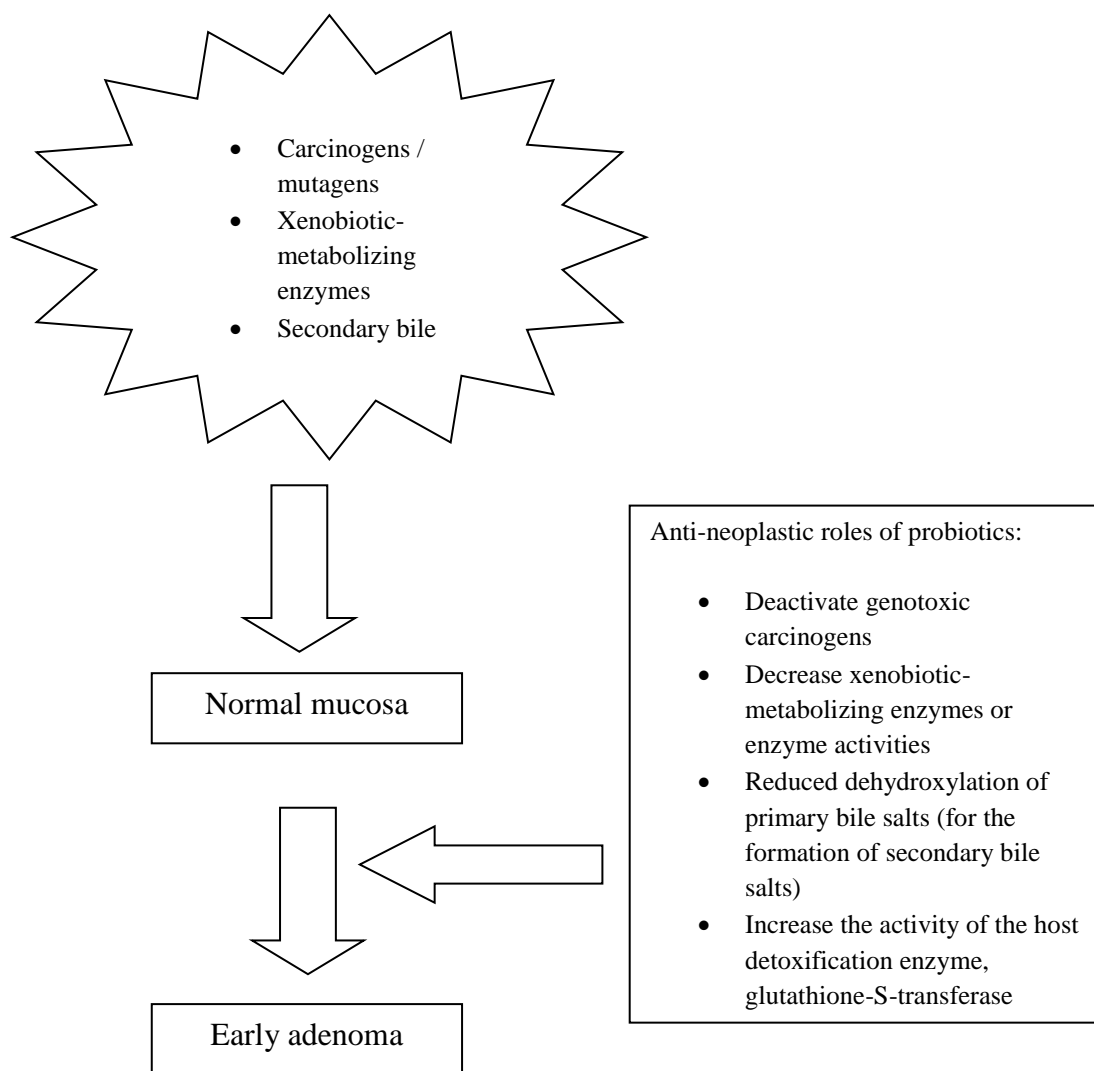 • Carcinogens /
mutagens
• Xenobiotic-
metabolizing
enzymes
• Secondary bile
Normal mucosa
Anti-neoplastic roles of probiotics:
• Deactivate genotoxic
carcinogens
• Decrease xenobiotic-
metabolizing enzymes or
enzyme activities
• Reduced dehydroxylation of
primary bile salts (for the
formation of secondary bile
salts)
• Increase the activity of the host
detoxification enzyme,
glutathione-S-transferase
Early adenoma